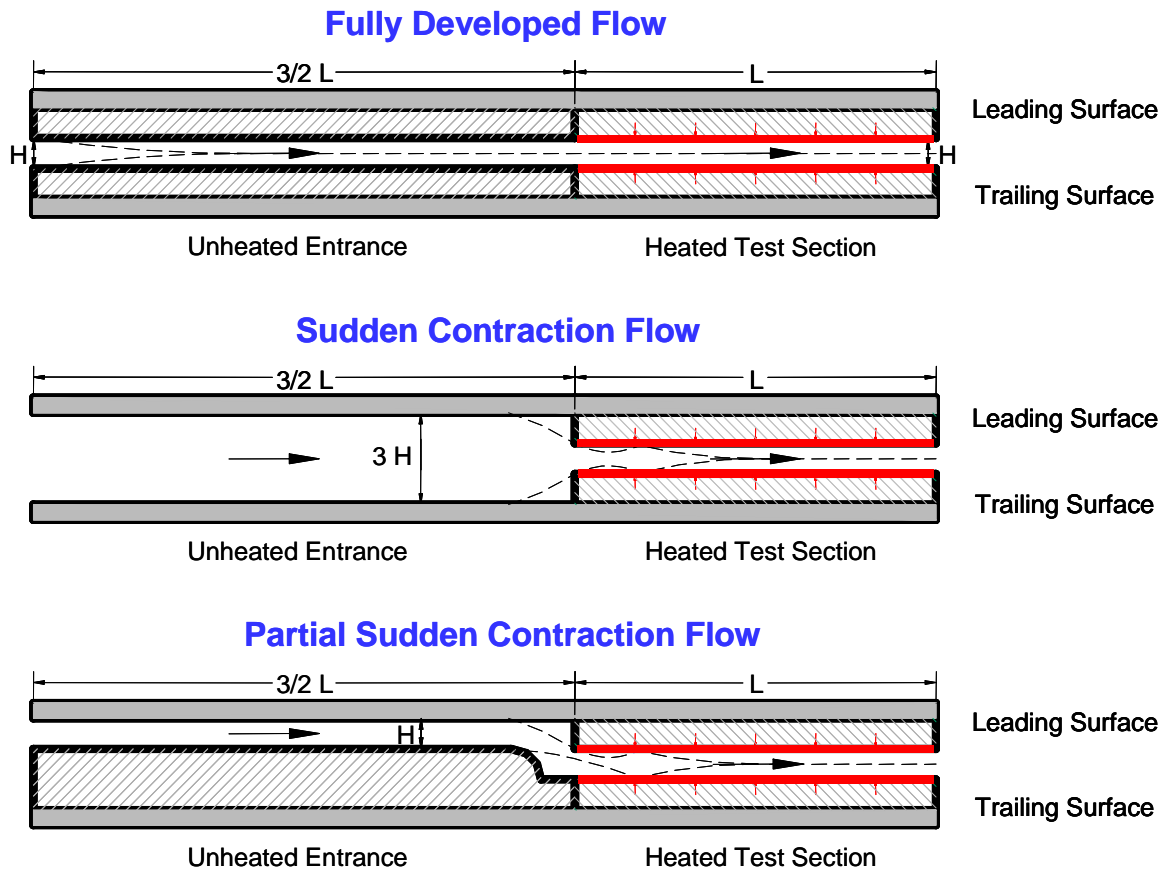 Fully Developed Flow
3/2 L
L
Leading Surface
H
H
Trailing Surface
Unheated Entrance
Heated Test Section
Sudden Contraction Flow
3/2 L
L
Leading Surface
3 H
Trailing Surface
Unheated Entrance
Heated Test Section
Partial Sudden Contraction Flow
3/2 L
L
Leading Surface
H
Trailing Surface
Unheated Entrance
Heated Test Section